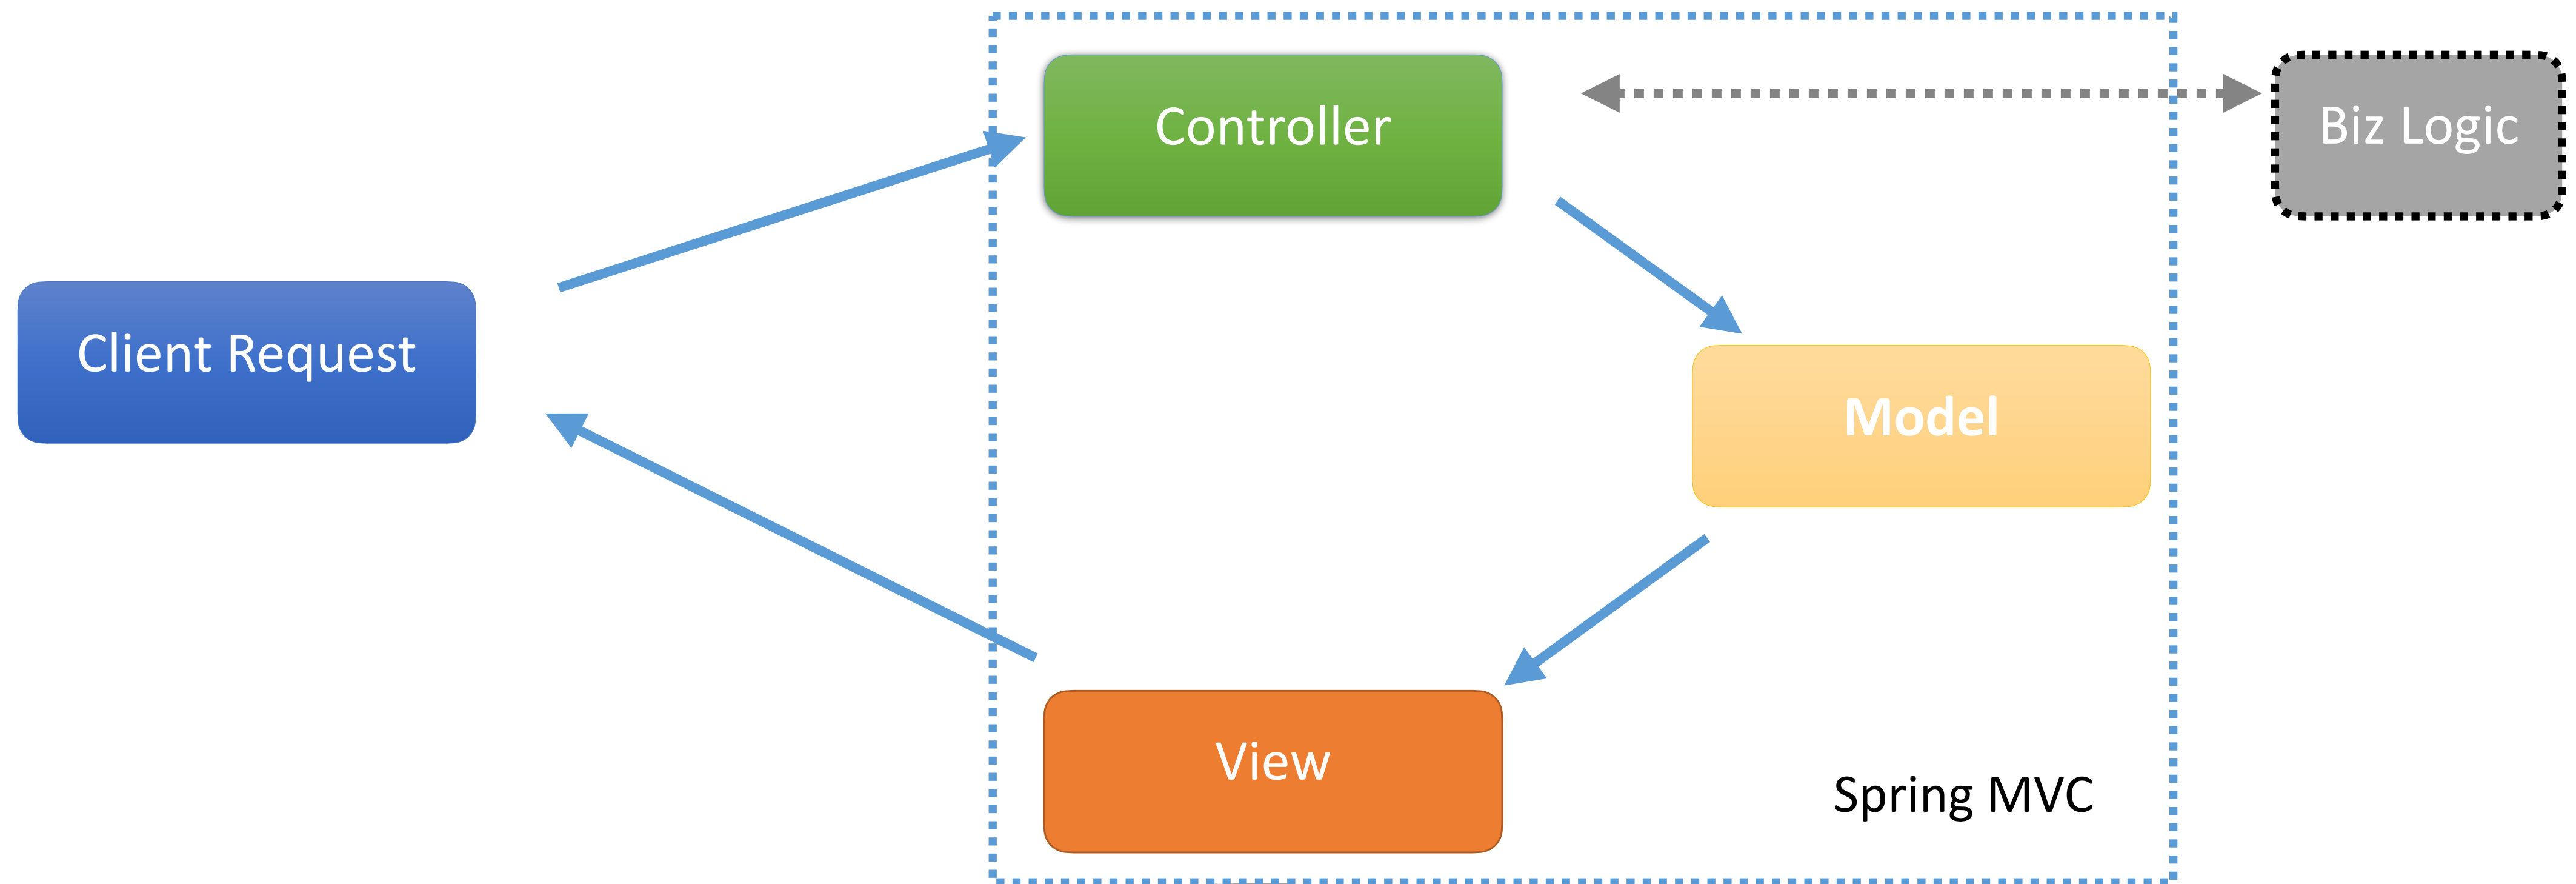 Controller
Biz Logic
Client Request
Model
View
Spring MVC